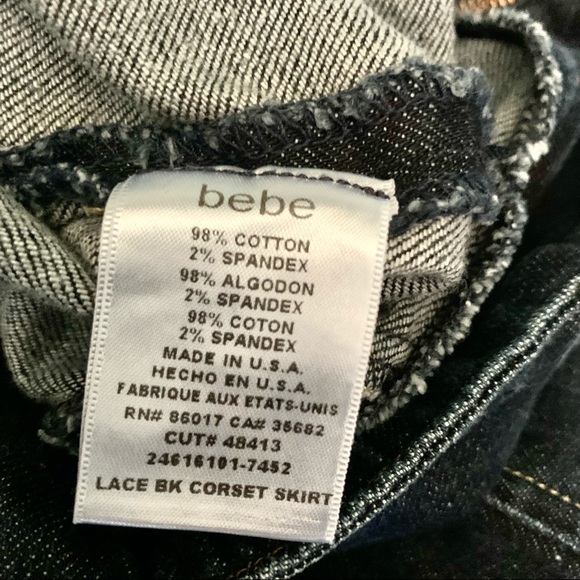 bebe
98% COTTON
2% SPANDEX
98% ALGODON
2% SPANDEX
98% COTON
2% SPANDEX
MADE IN U.S.A.
HECHO EN U.S.A.
FABRIQUE AUX ETATS-UNIS
RN# 86017 CA# 35682
CUT# 48413
24616101-7452
LACE BK CORSET SKIRT